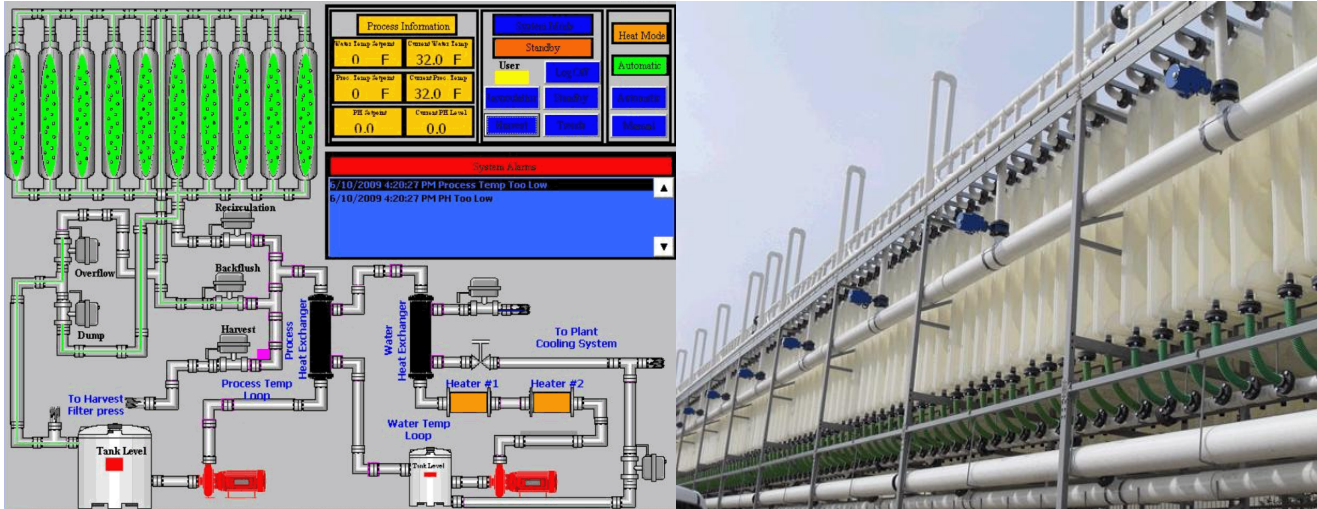 Process Information
Water Temp Setpoint
Current Water Temp
0 F
32.0 F
Proc. Temp Setpoint
Current Proc. Temp
0 F
32.0 F
PH Setpoint
Current PH Level
0.0
0.0
System Mode
Standby
User
Log Off
Recirculation
Standby
Harvest
Trends
Heat Mode
Automatic
Automatic
Manual
System Alarms
6/10/2009 4:20:27 PM Process Temp Too Low
6/10/2009 4:20:27 PM PH Too Low
Recirculation
Overflow
Backflush
Dump
Harvest
Process
Heat Exchanger
Water
Heat Exchanger
To Plant
Cooling System
Process Temp
Loop
Heater #1
Heater #2
To Harvest
Filter press
Water Temp
Loop
Tank Level
Tank Level